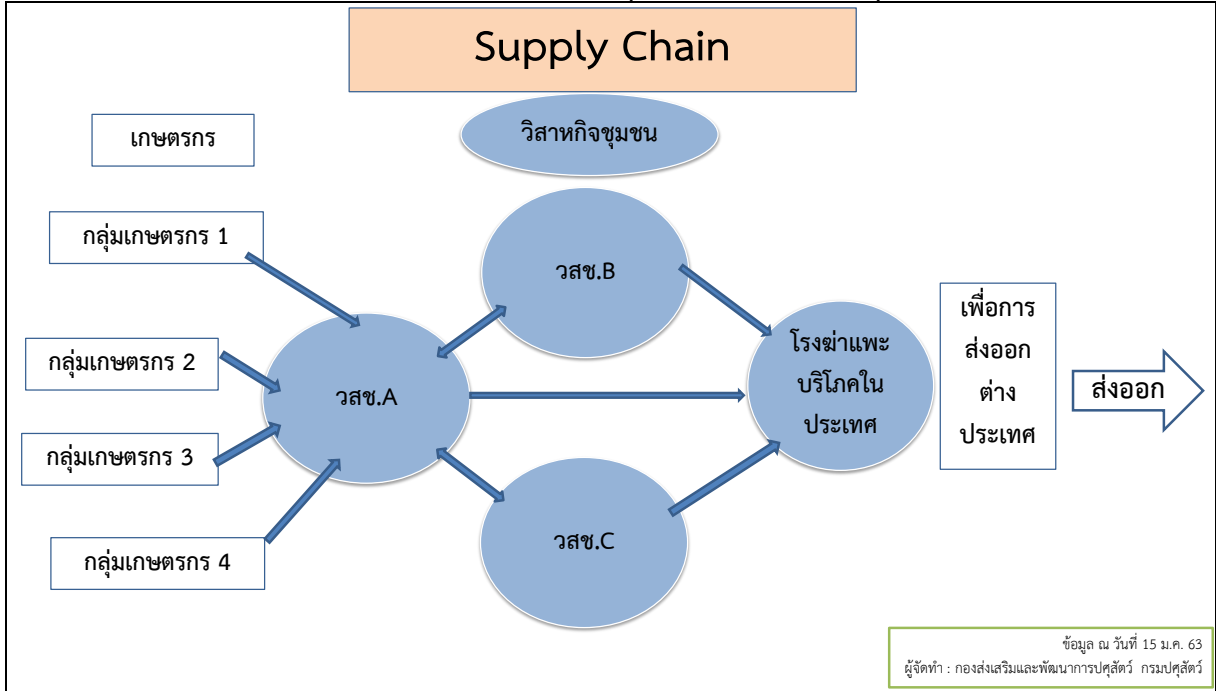 Supply Chain
เกษตรกร
วิสาหกิจชุมชน
กลุ่มเกษตรกร 1
กลุ่มเกษตรกร 2
กลุ่มเกษตรกร 3
กลุ่มเกษตรกร 4
วสช.A
วสช.B
วสช.C
โรงฆ่าแพะ
บริโภคใน
ประเทศ
เพื่อการ
ส่งออก
ต่าง
ประเทศ
ส่งออก
ข้อมูล ณ วันที่ 15 ม.ค. 63
ผู้จัดทำ : กองส่งเสริมและพัฒนาการปศุสัตว์ กรมปศุสัตว์